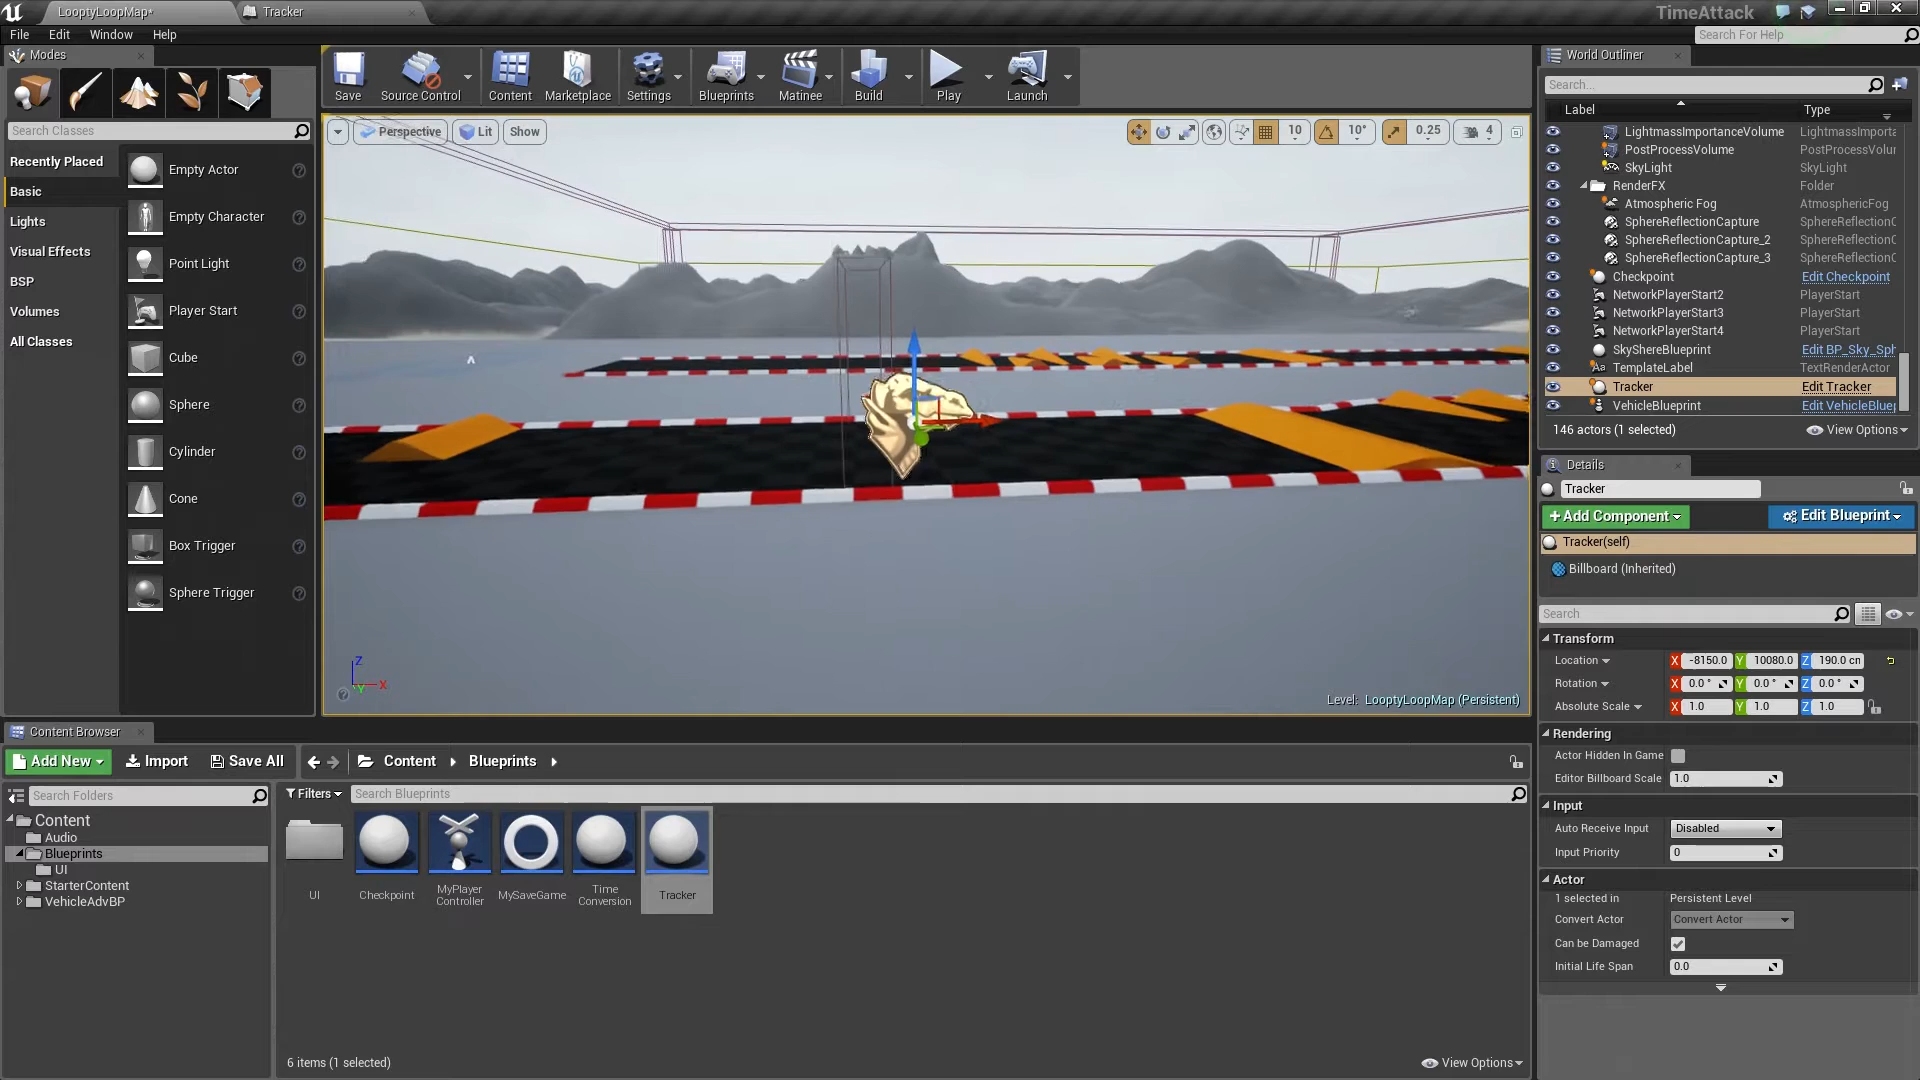 LooptyLoopMap*
Tracker
TimeAttack
File Edit Window Help
Search For Help
Modes
Search Classes
Recently Placed
Basic
Lights
Visual Effects
BSP
Volumes
All Classes
Empty Actor
Empty Character
Point Light
Player Start
Cube
Sphere
Cylinder
Cone
Box Trigger
Sphere Trigger
Save
Source Control
Content
Marketplace
Settings
Blueprints
Matinee
Build
Play
Launch
Perspective
Lit
Show
10
10°
0.25
4
Z
X
Y
Level: LooptyLoopMap (Persistent)
World Outliner
Search...
Label Type
LightmassImportanceVolume LightmassImporta
PostProcessVolume PostProcessVolur
SkyLight SkyLight
RenderFX Folder
Atmospheric Fog AtmosphericFog
SphereReflectionCapture SphereReflectionC
SphereReflectionCapture_2 SphereReflectionC
SphereReflectionCapture_3 SphereReflectionC
Checkpoint Edit Checkpoint
NetworkPlayerStart2 PlayerStart
NetworkPlayerStart3 PlayerStart
NetworkPlayerStart4 PlayerStart
SkyShereBlueprint Edit BP_Sky_Sph
TemplateLabel TextRenderActor
Tracker Edit Tracker
VehicleBlueprint Edit VehicleBluep
146 actors (1 selected)
View Options
Details
Tracker
+Add Component
Edit Blueprint
Tracker(self)
Billboard (Inherited)
Search
Transform
Location X -8150.0 Y 10080.0 Z 190.0 cm
Rotation X 0.0 ° Y 0.0 ° Z 0.0 °
Absolute Scale X 1.0 Y 1.0 Z 1.0
Rendering
Actor Hidden In Game
Editor Billboard Scale 1.0
Input
Auto Receive Input Disabled
Input Priority 0
Actor
1 selected in Persistent Level
Convert Actor Convert Actor
Can be Damaged
Initial Life Span 0.0
Content Browser
Add New
Import
Save All
Content
Blueprints
Search Folders
Filters
Search Blueprints
Content
Audio
Blueprints
UI
StarterContent
VehicleAdvBP
UI
Checkpoint
MyPlayer
Controller
MySaveGame
Time
Conversion
Tracker
6 items (1 selected)
View Options